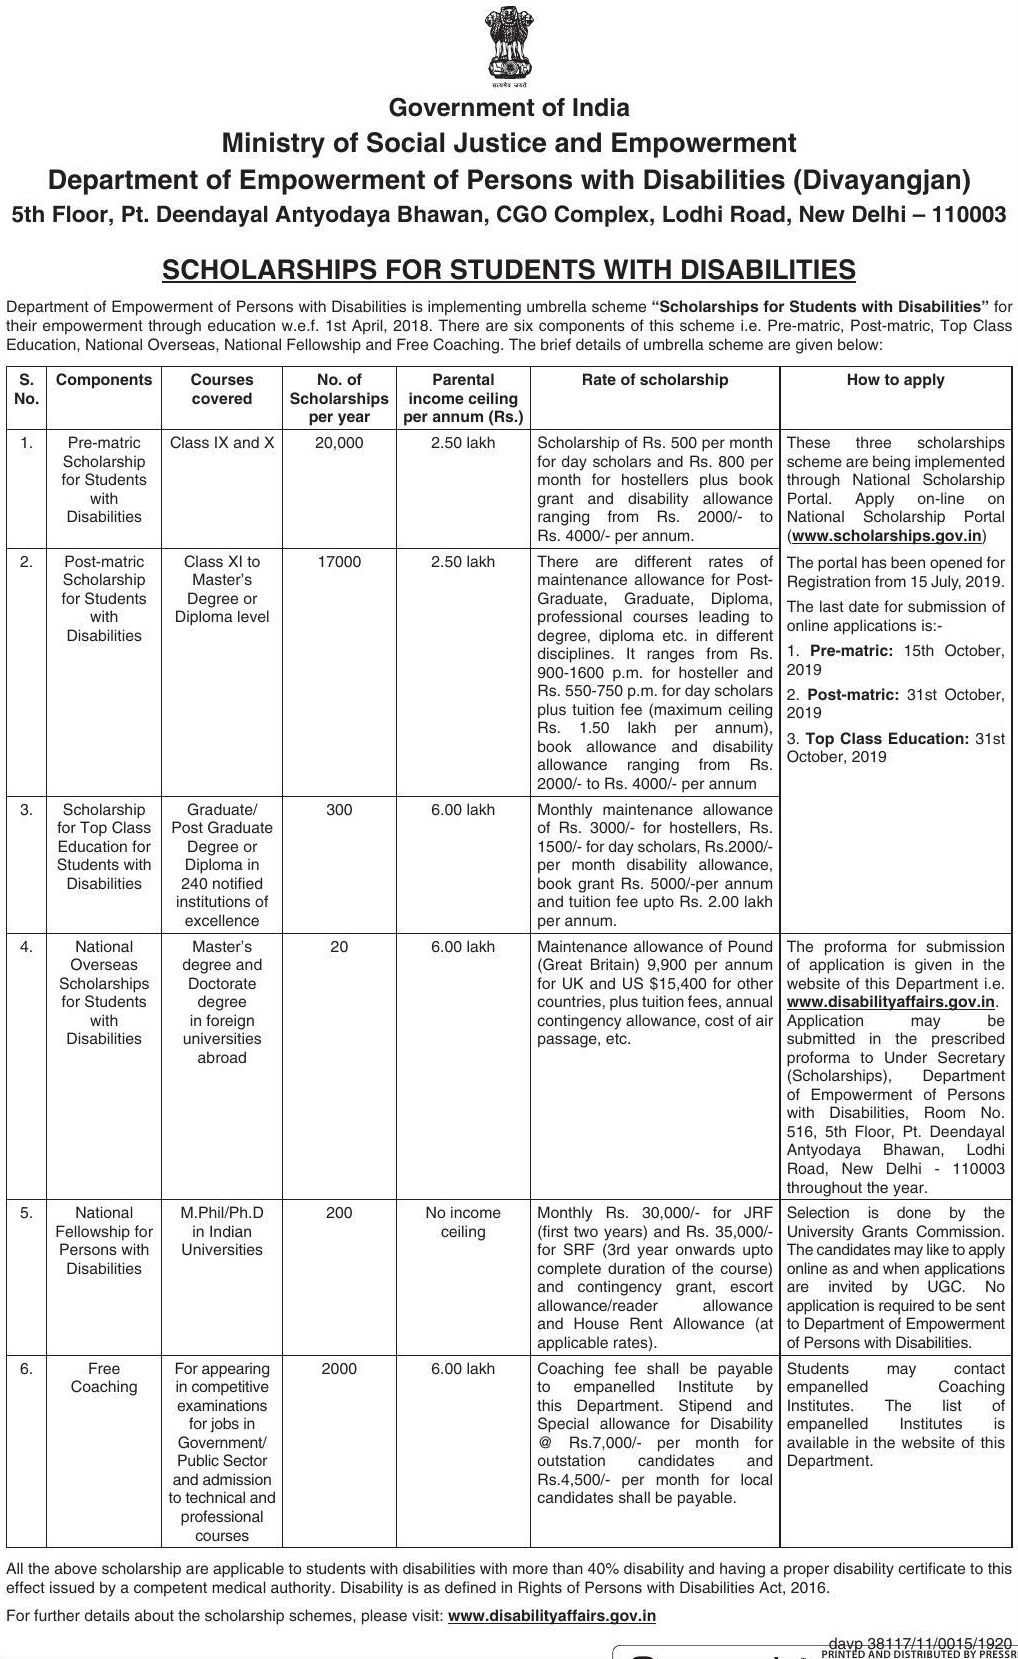 सत्यमेव जयते
Government of India
Ministry of Social Justice and Empowerment
Department of Empowerment of Persons with Disabilities (Divayangjan)
5th Floor, Pt. Deendayal Antyodaya Bhawan, CGO Complex, Lodhi Road, New Delhi – 110003
SCHOLARSHIPS FOR STUDENTS WITH DISABILITIES
Department of Empowerment of Persons with Disabilities is implementing umbrella scheme “Scholarships for Students with Disabilities” for
their empowerment through education w.e.f. 1st April, 2018. There are six components of this scheme i.e. Pre-matric, Post-matric, Top Class
Education, National Overseas, National Fellowship and Free Coaching. The brief details of umbrella scheme are given below:
S.
No.
Components
Courses
covered
No. of
Scholarships
per year
Parental
income ceiling
per annum (Rs.)
Rate of scholarship
How to apply
1.
Pre-matric
Scholarship
for Students
with
Disabilities
Class IX and X
20,000
2.50 lakh
Scholarship of Rs. 500 per month
for day scholars and Rs. 800 per
month for hostellers plus book
grant and disability allowance
ranging from Rs. 2000/- to
Rs. 4000/- per annum.
These three scholarships
scheme are being implemented
through National Scholarship
Portal. Apply on-line on
National Scholarship Portal
(www.scholarships.gov.in)
The portal has been opened for
Registration from 15 July, 2019.
The last date for submission of
online applications is:-
1. Pre-matric: 15th October,
2019
2. Post-matric: 31st October,
2019
3. Top Class Education: 31st
October, 2019
2.
Post-matric
Scholarship
for Students
with
Disabilities
Class XI to
Master’s
Degree or
Diploma level
17000
2.50 lakh
There are different rates of
maintenance allowance for Post-
Graduate, Graduate, Diploma,
professional courses leading to
degree, diploma etc. in different
disciplines. It ranges from Rs.
900-1600 p.m. for hosteller and
Rs. 550-750 p.m. for day scholars
plus tuition fee (maximum ceiling
Rs. 1.50 lakh per annum),
book allowance and disability
allowance ranging from Rs.
2000/- to Rs. 4000/- per annum
3.
Scholarship
for Top Class
Education for
Students with
Disabilities
Graduate/
Post Graduate
Degree or
Diploma in
240 notified
institutions of
excellence
300
6.00 lakh
Monthly maintenance allowance
of Rs. 3000/- for hostellers, Rs.
1500/- for day scholars, Rs.2000/-
per month disability allowance,
book grant Rs. 5000/-per annum
and tuition fee upto Rs. 2.00 lakh
per annum.
4.
National
Overseas
Scholarships
for Students
with
Disabilities
Master’s
degree and
Doctorate
degree
in foreign
universities
abroad
20
6.00 lakh
Maintenance allowance of Pound
(Great Britain) 9,900 per annum
for UK and US $15,400 for other
countries, plus tuition fees, annual
contingency allowance, cost of air
passage, etc.
The proforma for submission
of application is given in the
website of this Department i.e.
www.disabilityaffairs.gov.in.
Application may be
submitted in the prescribed
proforma to Under Secretary
(Scholarships), Department
of Empowerment of Persons
with Disabilities, Room No.
516, 5th Floor, Pt. Deendayal
Antyodaya Bhawan, Lodhi
Road, New Delhi - 110003
throughout the year.
5.
National
Fellowship for
Persons with
Disabilities
M.Phil/Ph.D
in Indian
Universities
200
No income
ceiling
Monthly Rs. 30,000/- for JRF
(first two years) and Rs. 35,000/-
for SRF (3rd year onwards upto
complete duration of the course)
and contingency grant, escort
allowance/reader allowance
and House Rent Allowance (at
applicable rates).
Selection is done by the
University Grants Commission.
The candidates may like to apply
online as and when applications
are invited by UGC. No
application is required to be sent
to Department of Empowerment
of Persons with Disabilities.
6.
Free
Coaching
For appearing
in competitive
examinations
for jobs in
Government/
Public Sector
and admission
to technical and
professional
courses
2000
6.00 lakh
Coaching fee shall be payable
to empanelled Institute by
this Department. Stipend and
Special allowance for Disability
@ Rs.7,000/- per month for
outstation candidates and
Rs.4,500/- per month for local
candidates shall be payable.
Students may contact
empanelled Coaching
Institutes. The list of
empanelled Institutes is
available in the website of this
Department.
All the above scholarship are applicable to students with disabilities with more than 40% disability and having a proper disability certificate to this
effect issued by a competent medical authority. Disability is as defined in Rights of Persons with Disabilities Act, 2016.
For further details about the scholarship schemes, please visit: www.disabilityaffairs.gov.in
davp 38117/11/0015/1920
PRINTED AND DISTRIBUTED BY